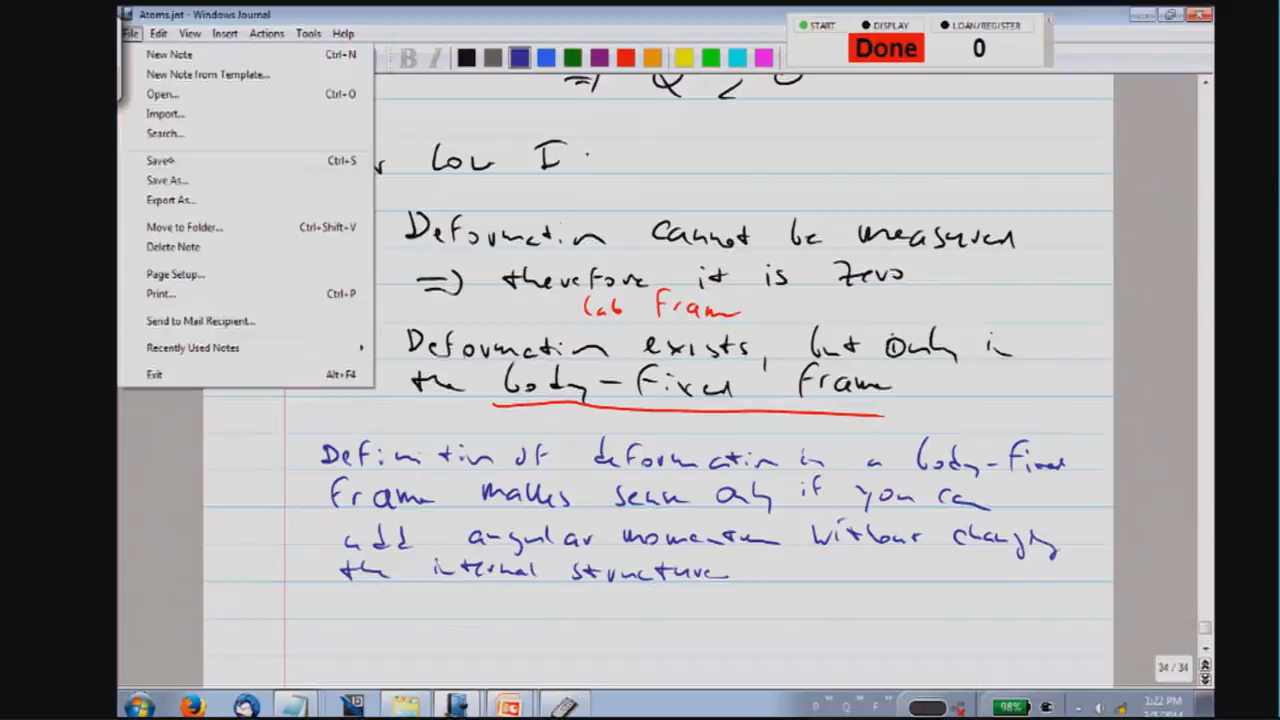 Atoms.jnt - Windows Journal
File Edit View Insert Actions Tools Help
START DISPLAY LOAN/REGISTER
Done 0
New Note Ctrl+N
New Note from Template...
Open... Ctrl+O
Import...
Search...
Save Ctrl+S
Save As...
Export As...
Move to Folder... Ctrl+Shift+V
Delete Note
Page Setup...
Print... Ctrl+P
Send to Mail Recipient...
Recently Used Notes
Exit Alt+F4
B I
=> Q
low I
Deformation cannot be measured
=> therefore it is zero
lab frame
Deformation exists, but only in
the body-fixed frame
Definition of deformation in a body-fixed
frame makes sense only if you can
add angular momentum without changing
the internal structure
34 / 34
P Q F 98% 1:22 PM